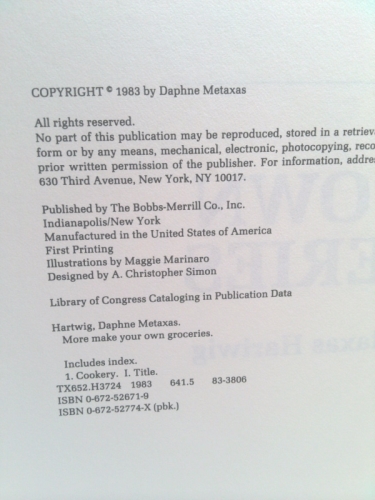 COPYRIGHT © 1983 by Daphne Metaxas
All rights reserved.
No part of this publication may be reproduced, stored in a
form or by any means, mechanical, electronic, photocopying,
prior written permission of the publisher. For information,
630 Third Avenue, New York, NY 10017.
Published by The Bobbs-Merrill Co., Inc.
Indianapolis/New York
Manufactured in the United States of America
First Printing
Illustrations by Maggie Marinaro
Designed by A. Christopher Simon
Library of Congress Cataloging in Publication Data
Hartwig, Daphne Metaxas.
More make your own groceries.
Includes index.
1. Cookery. I. Title.
TX652.H3724 1983 641.5 83-3806
ISBN 0-672-52671-9
ISBN 0-672-52774-X (pbk.)